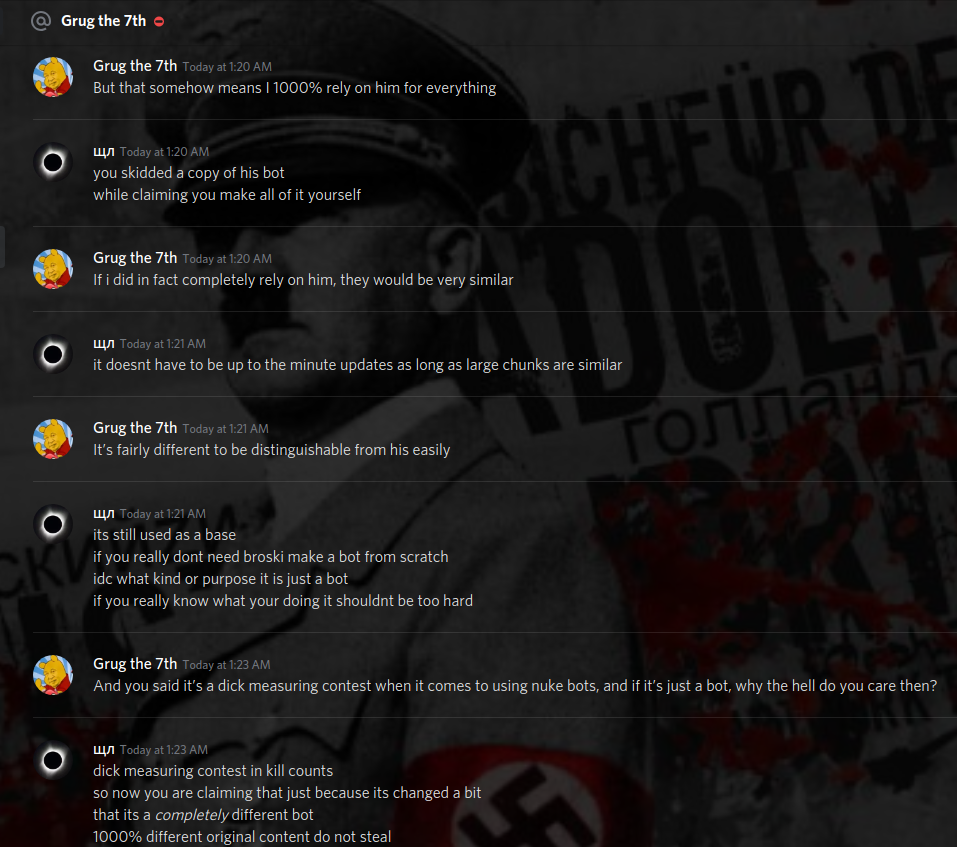 @ Grug the 7th
Grug the 7th Today at 1:20 AM
But that somehow means I 1000% rely on him for everything
щл Today at 1:20 AM
you skidded a copy of his bot
while claiming you make all of it yourself
Grug the 7th Today at 1:20 AM
If i did in fact completely rely on him, they would be very similar
щл Today at 1:21 AM
it doesnt have to be up to the minute updates as long as large chunks are similar
Grug the 7th Today at 1:21 AM
It's fairly different to be distinguishable from his easily
щл Today at 1:21 AM
its still used as a base
if you really dont need broski make a bot from scratch
idc what kind or purpose it is just a bot
if you really know what your doing it shouldnt be too hard
Grug the 7th Today at 1:23 AM
And you said it's a dick measuring contest when it comes to using nuke bots, and if it's just a bot, why the hell do you care then?
щл Today at 1:23 AM
dick measuring contest in kill counts
so now you are claiming that just because its changed a bit
that its a completely different bot
1000% different original content do not steal
SICH FÜR DE
ADOLF